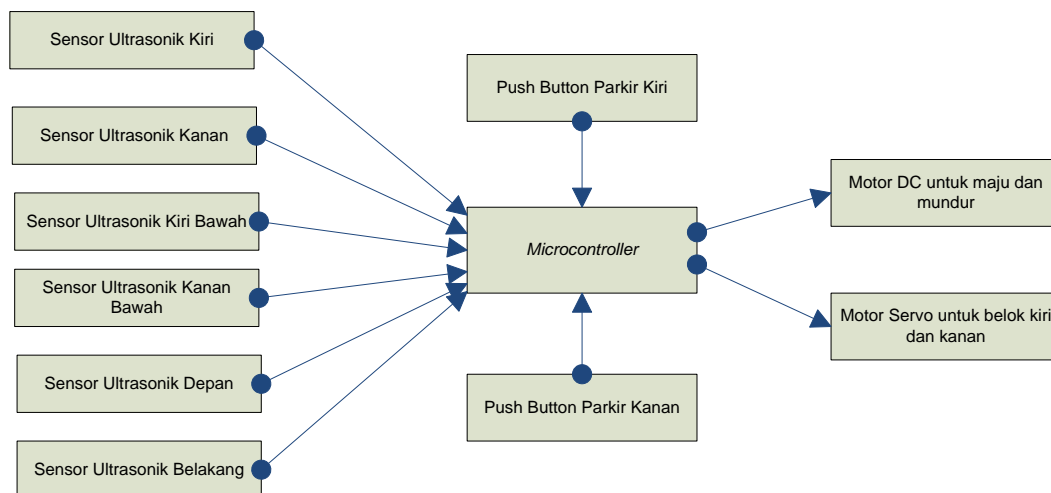 Sensor Ultrasonik Kiri
Sensor Ultrasonik Kanan
Sensor Ultrasonik Kiri Bawah
Sensor Ultrasonik Kanan
Bawah
Sensor Ultrasonik Depan
Sensor Ultrasonik Belakang
Push Button Parkir Kiri
Microcontroller
Push Button Parkir Kanan
Motor DC untuk maju dan
mundur
Motor Servo untuk belok kiri
dan kanan